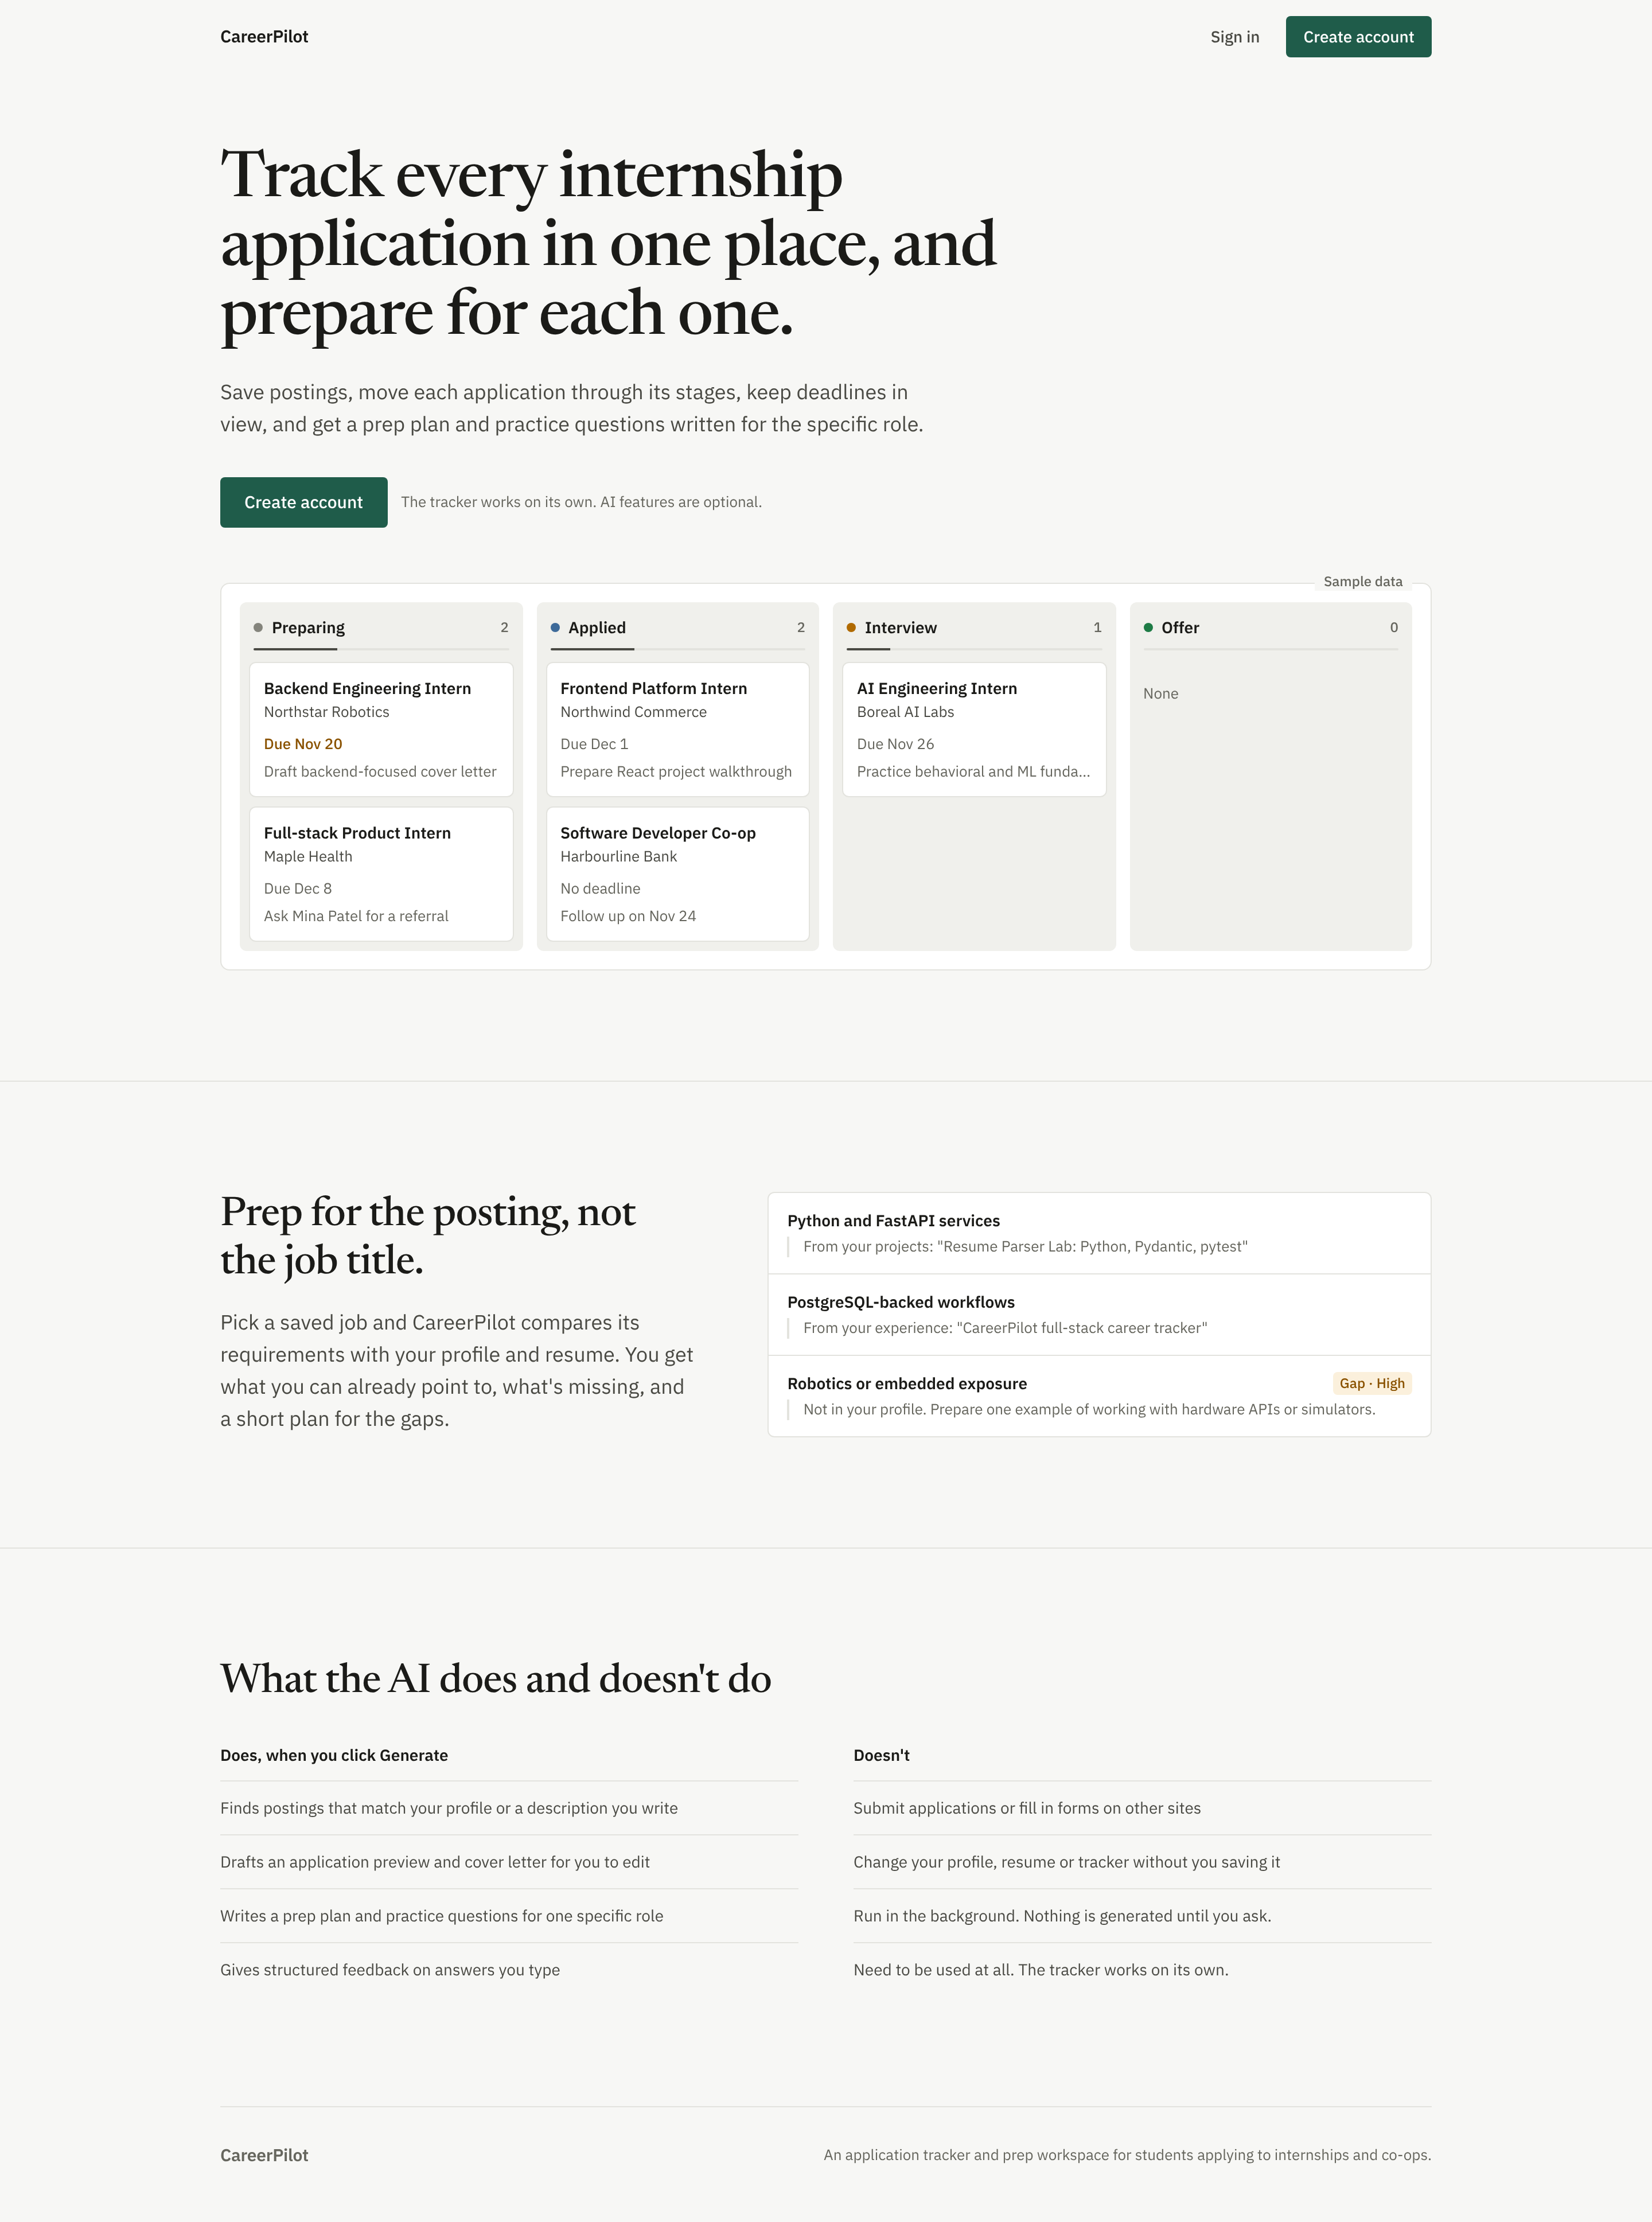 CareerPilot
Sign in
Create account
Track every internship
application in one place, and
prepare for each one.
Save postings, move each application through its stages, keep deadlines in
view, and get a prep plan and practice questions written for the specific role.
Create account
The tracker works on its own. AI features are optional.
Sample data
Preparing 2
Backend Engineering Intern
Northstar Robotics
Due Nov 20
Draft backend-focused cover letter
Full-stack Product Intern
Maple Health
Due Dec 8
Ask Mina Patel for a referral
Applied 2
Frontend Platform Intern
Northwind Commerce
Due Dec 1
Prepare React project walkthrough
Software Developer Co-op
Harbourline Bank
No deadline
Follow up on Nov 24
Interview 1
AI Engineering Intern
Boreal AI Labs
Due Nov 26
Practice behavioral and ML funda...
Offer 0
None
Prep for the posting, not
the job title.
Pick a saved job and CareerPilot compares its
requirements with your profile and resume. You get
what you can already point to, what's missing, and
a short plan for the gaps.
Python and FastAPI services
From your projects: "Resume Parser Lab: Python, Pydantic, pytest"
PostgreSQL-backed workflows
From your experience: "CareerPilot full-stack career tracker"
Robotics or embedded exposure
Gap · High
Not in your profile. Prepare one example of working with hardware APIs or simulators.
What the AI does and doesn't do
Does, when you click Generate
Finds postings that match your profile or a description you write
Drafts an application preview and cover letter for you to edit
Writes a prep plan and practice questions for one specific role
Gives structured feedback on answers you type
Doesn't
Submit applications or fill in forms on other sites
Change your profile, resume or tracker without you saving it
Run in the background. Nothing is generated until you ask.
Need to be used at all. The tracker works on its own.
CareerPilot
An application tracker and prep workspace for students applying to internships and co-ops.